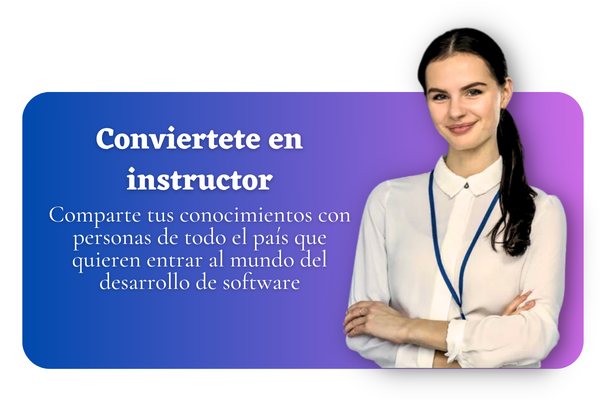 Conviertete en
instructor
Comparte tus conocimientos con
personas de todo el país que
quieren entrar al mundo del
desarrollo de software